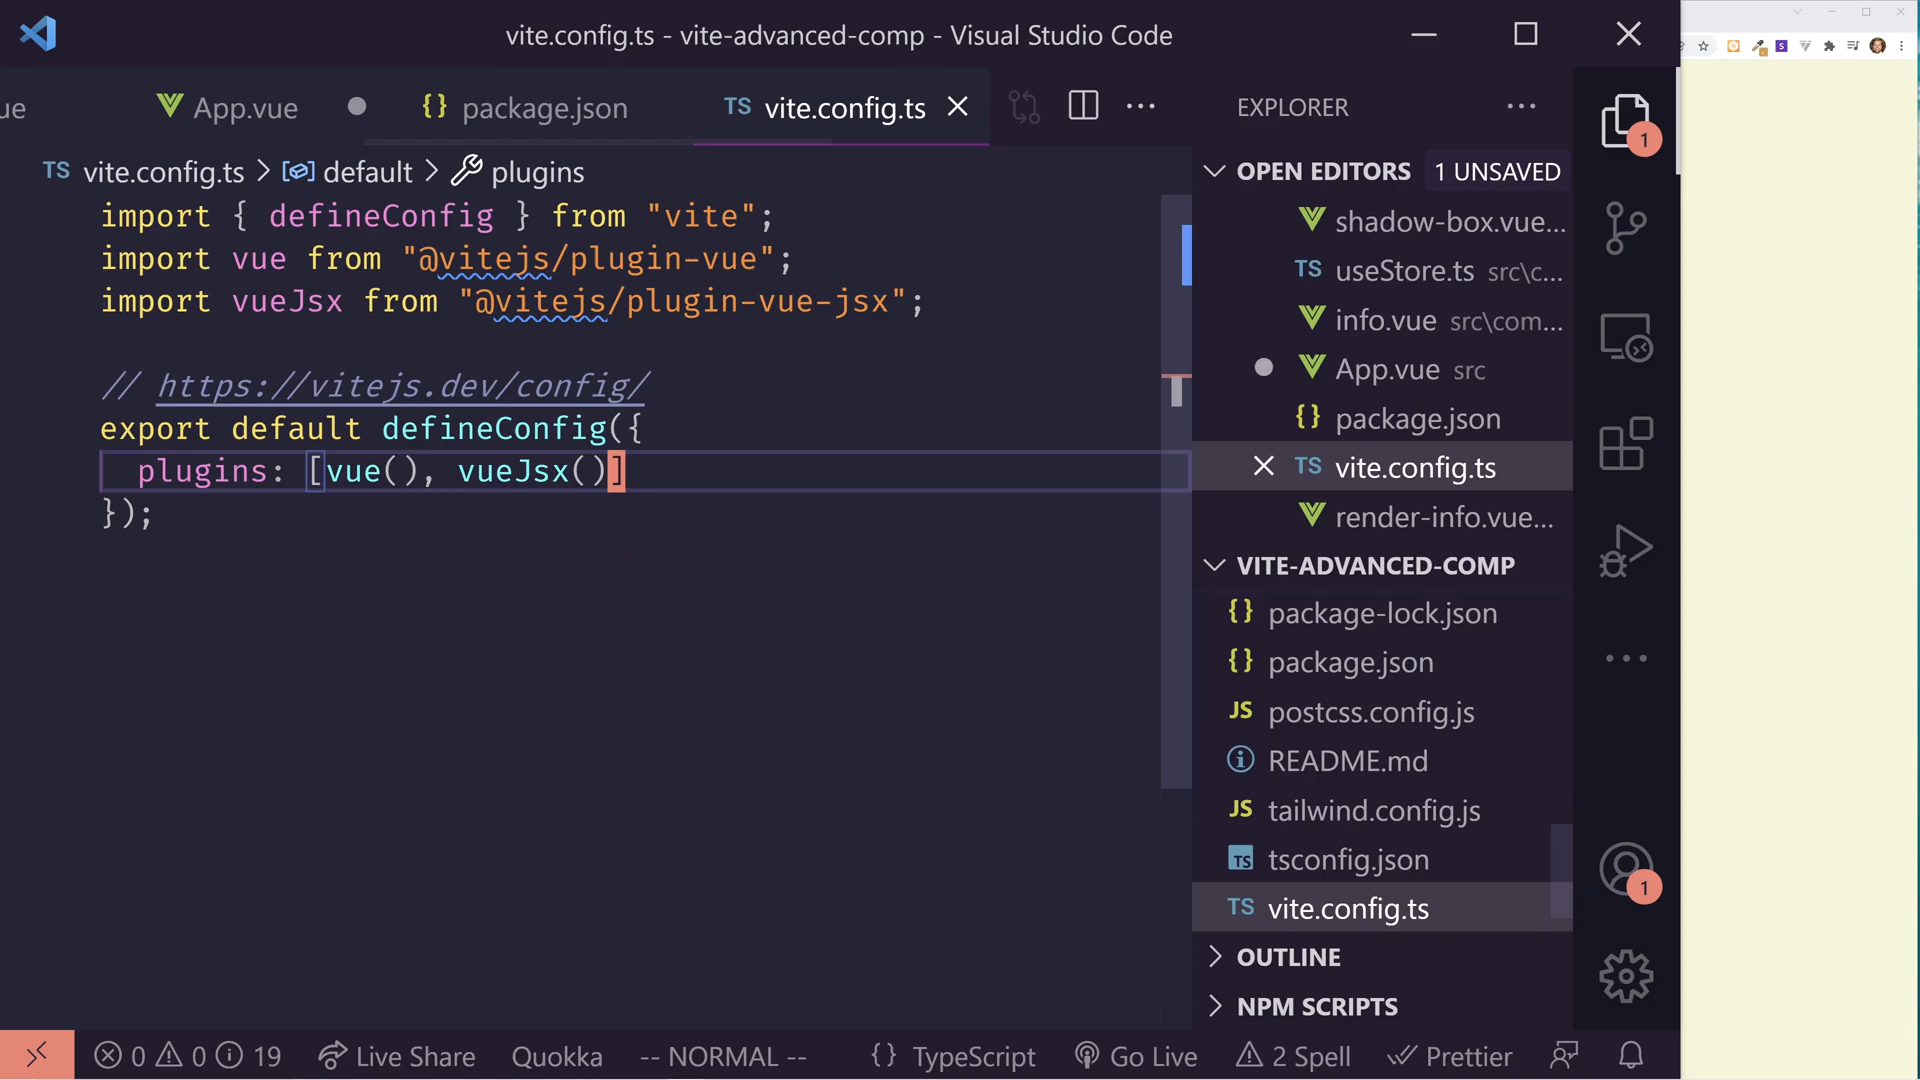 vite.config.ts - vite-advanced-comp - Visual Studio Code
ue
App.vue
{} package.json
TS vite.config.ts
EXPLORER
TS vite.config.ts > default > plugins
import { defineConfig } from "vite";
import vue from "@vitejs/plugin-vue";
import vueJsx from "@vitejs/plugin-vue-jsx";
// https://vitejs.dev/config/
export default defineConfig({
plugins: [vue(), vueJsx()]
});
OPEN EDITORS 1 UNSAVED
shadow-box.vue...
TS useStore.ts src\c...
info.vue src\com...
App.vue src
{} package.json
TS vite.config.ts
render-info.vue...
VITE-ADVANCED-COMP
{} package-lock.json
{} package.json
JS postcss.config.js
README.md
JS tailwind.config.js
TS tsconfig.json
TS vite.config.ts
OUTLINE
NPM SCRIPTS
1
1
0 0 19 Live Share Quokka -- NORMAL -- {} TypeScript Go Live 2 Spell Prettier
S